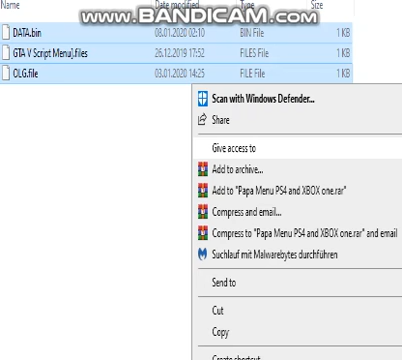 www.BANDICAM.com
Name Date modified Type Size
DATA.bin 08.01.2020 02:10 BIN File 1 KB
GTA V Script Menu].files 26.12.2019 17:52 FILES File 1 KB
OLG.file 03.01.2020 14:25 FILE File 1 KB
Scan with Windows Defender...
Share
Give access to
Add to archive...
Add to "Papa Menu PS4 and XBOX one.rar"
Compress and email...
Compress to "Papa Menu PS4 and XBOX one.rar" and email
Suchlauf mit Malwarebytes durchführen
Send to
Cut
Copy
Create shortcut